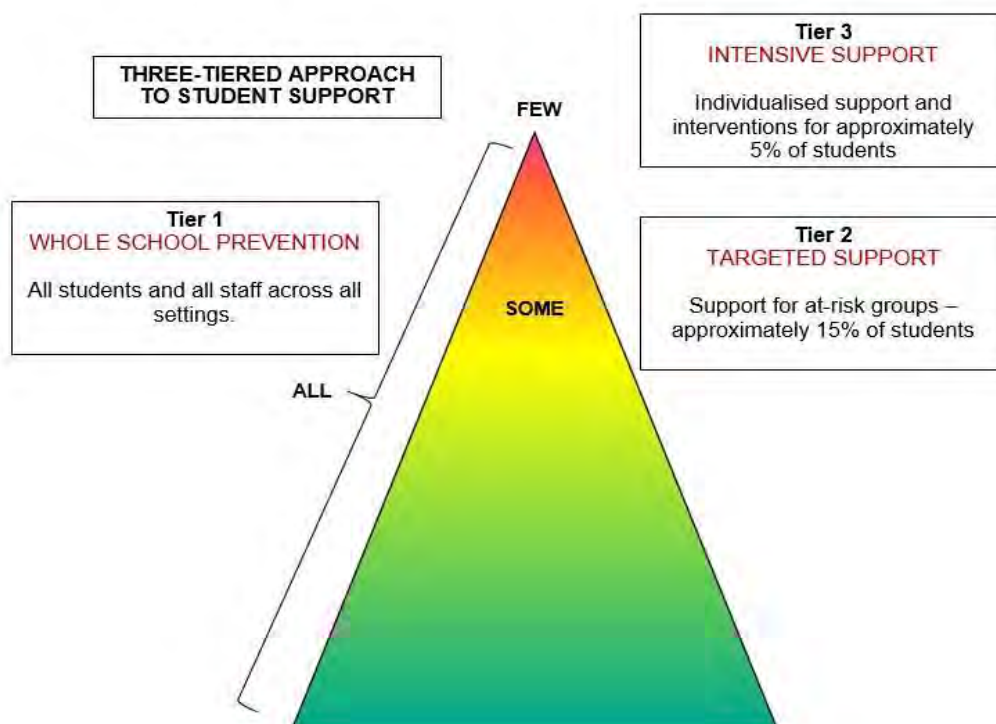 THREE-TIERED APPROACH
TO STUDENT SUPPORT
FEW
Tier 3
INTENSIVE SUPPORT
Individualised support and
interventions for approximately
5% of students
Tier 1
WHOLE SCHOOL PREVENTION
All students and all staff across all
settings.
Tier 2
TARGETED SUPPORT
Support for at-risk groups –
approximately 15% of students
SOME
ALL